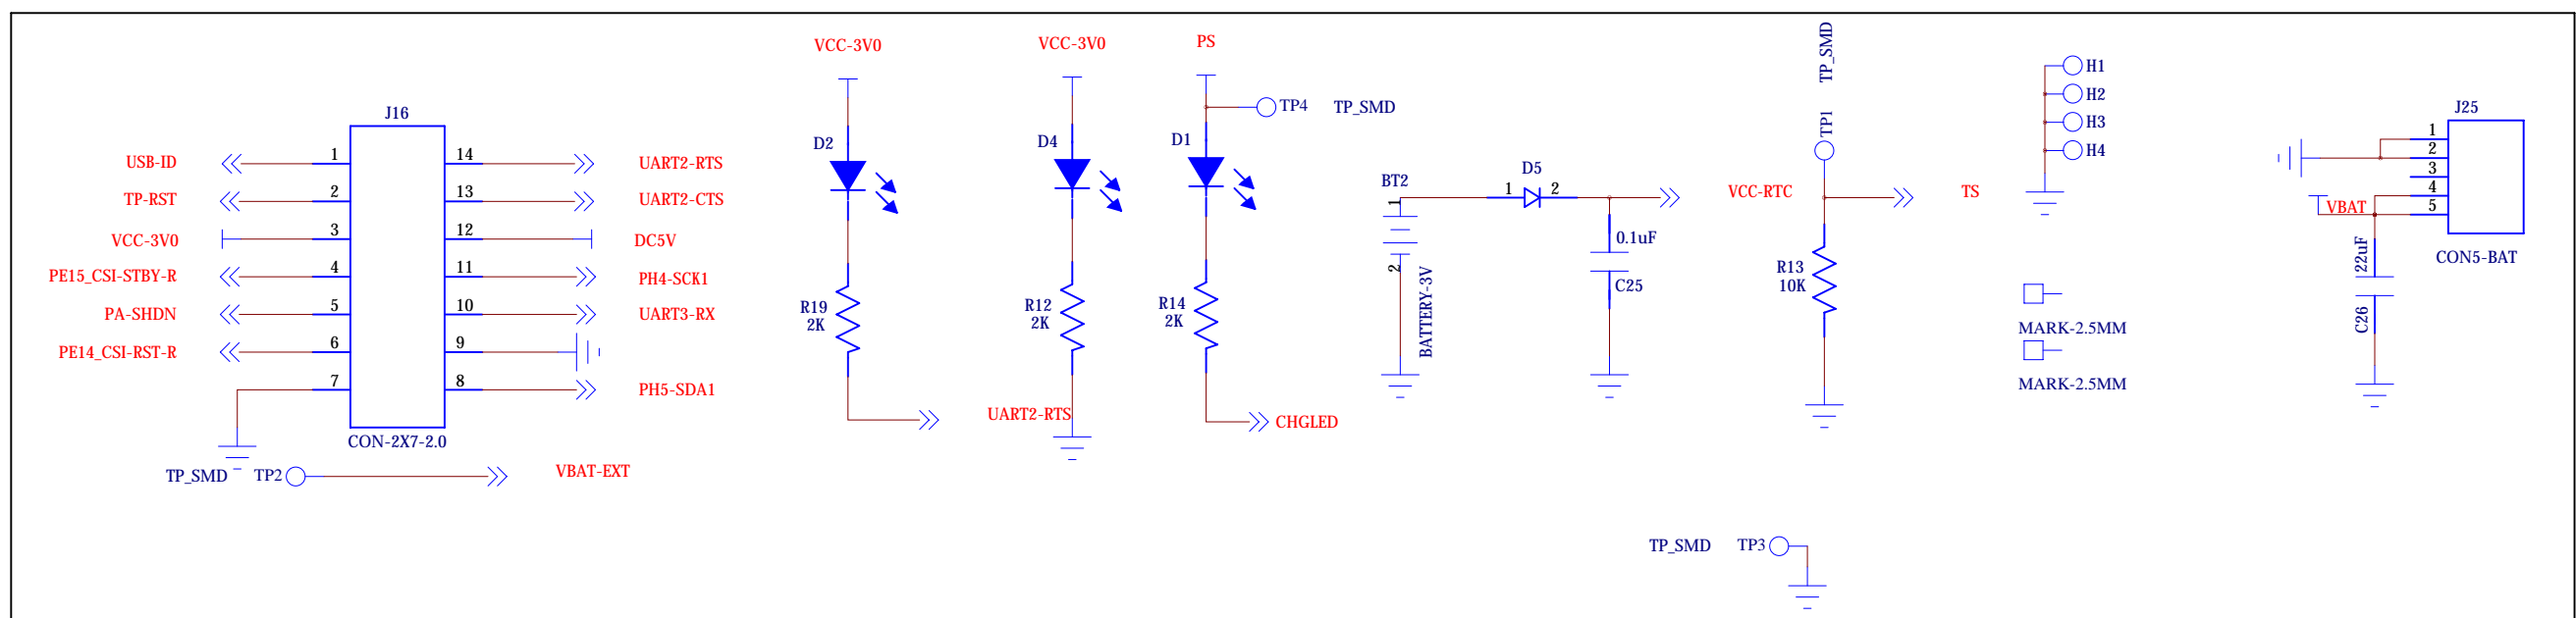 J16
USB-ID 1 14 UART2-RTS
TP-RST 2 13 UART2-CTS
VCC-3V0 3 12 DC5V
PE15_CSI-STBY-R 4 11 PH4-SCK1
PA-SHDN 5 10 UART3-RX
PE14_CSI-RST-R 6 9
7 8 PH5-SDA1
CON-2X7-2.0
TP_SMD TP2 VBAT-EXT
VCC-3V0
D2
R19
2K
UART2-RTS
VCC-3V0
D4
R12
2K
PS
TP4 TP_SMD
D1
R14
2K
CHGLED
BT2
1
2
BATTERY-3V
D5
1 2
0.1uF
C25
VCC-RTC
TP_SMD
TP1
TS
R13
10K
TP_SMD TP3
H1
H2
H3
H4
MARK-2.5MM
MARK-2.5MM
J25
1
2
3
4
5
VBAT
CON5-BAT
22uF
C26